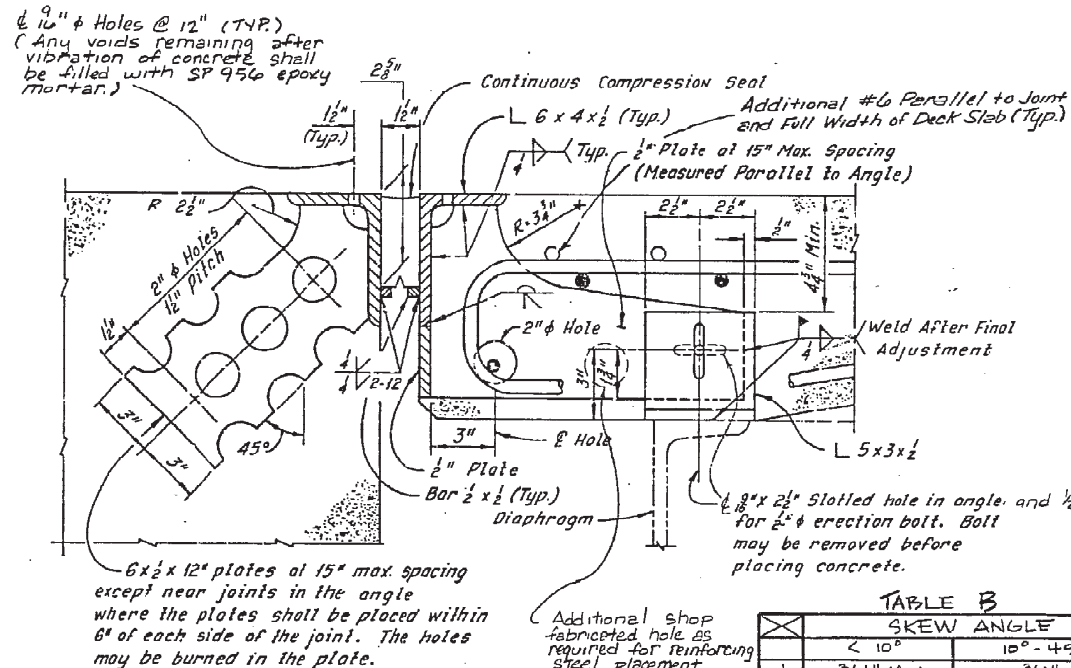 ℄ 9/16" φ Holes @ 12" (TYP.)
(Any voids remaining after
vibration of concrete shall
be filled with SP 956 epoxy
mortar.)
2 5/8"
1 1/2"
(Typ.)
1 1/2"
Continuous Compression Seal
L 6 x 4 x 1/2 (Typ.)
Additional #6 Parallel to Joint
and Full Width of Deck Slab (Typ.)
1/4
Typ.
1/2" Plate at 15" Max. Spacing
(Measured Parallel to Angle)
R 2 1/2"
R=3 3/4"
2 1/2"
2 1/2"
1/2"
4 3/4" Min.
2" φ Holes
1 1/2" Pitch
1 1/2"
2" φ Hole
Weld After Final
Adjustment
1/4
1/4
1/4
2-12
3"
1 3/4"
3"
3"
45°
3"
℄ Hole
L 5 x 3 x 1/2
1/2" Plate
Bar 1/2 x 1/2 (Typ.)
Diaphragm
℄ 9/16" x 2 1/2" Slotted hole in angle, and
for 1/2" φ erection bolt. Bolt
may be removed before
placing concrete.
6 x 1/2 x 12" plates at 15" max. spacing
except near joints in the angle
where the plates shall be placed within
6" of each side of the joint. The holes
may be burned in the plate.
Additional shop
fabricated hole as
required for reinforcing
steel placement
TABLE B
SKEW ANGLE
< 10°
10° - 45